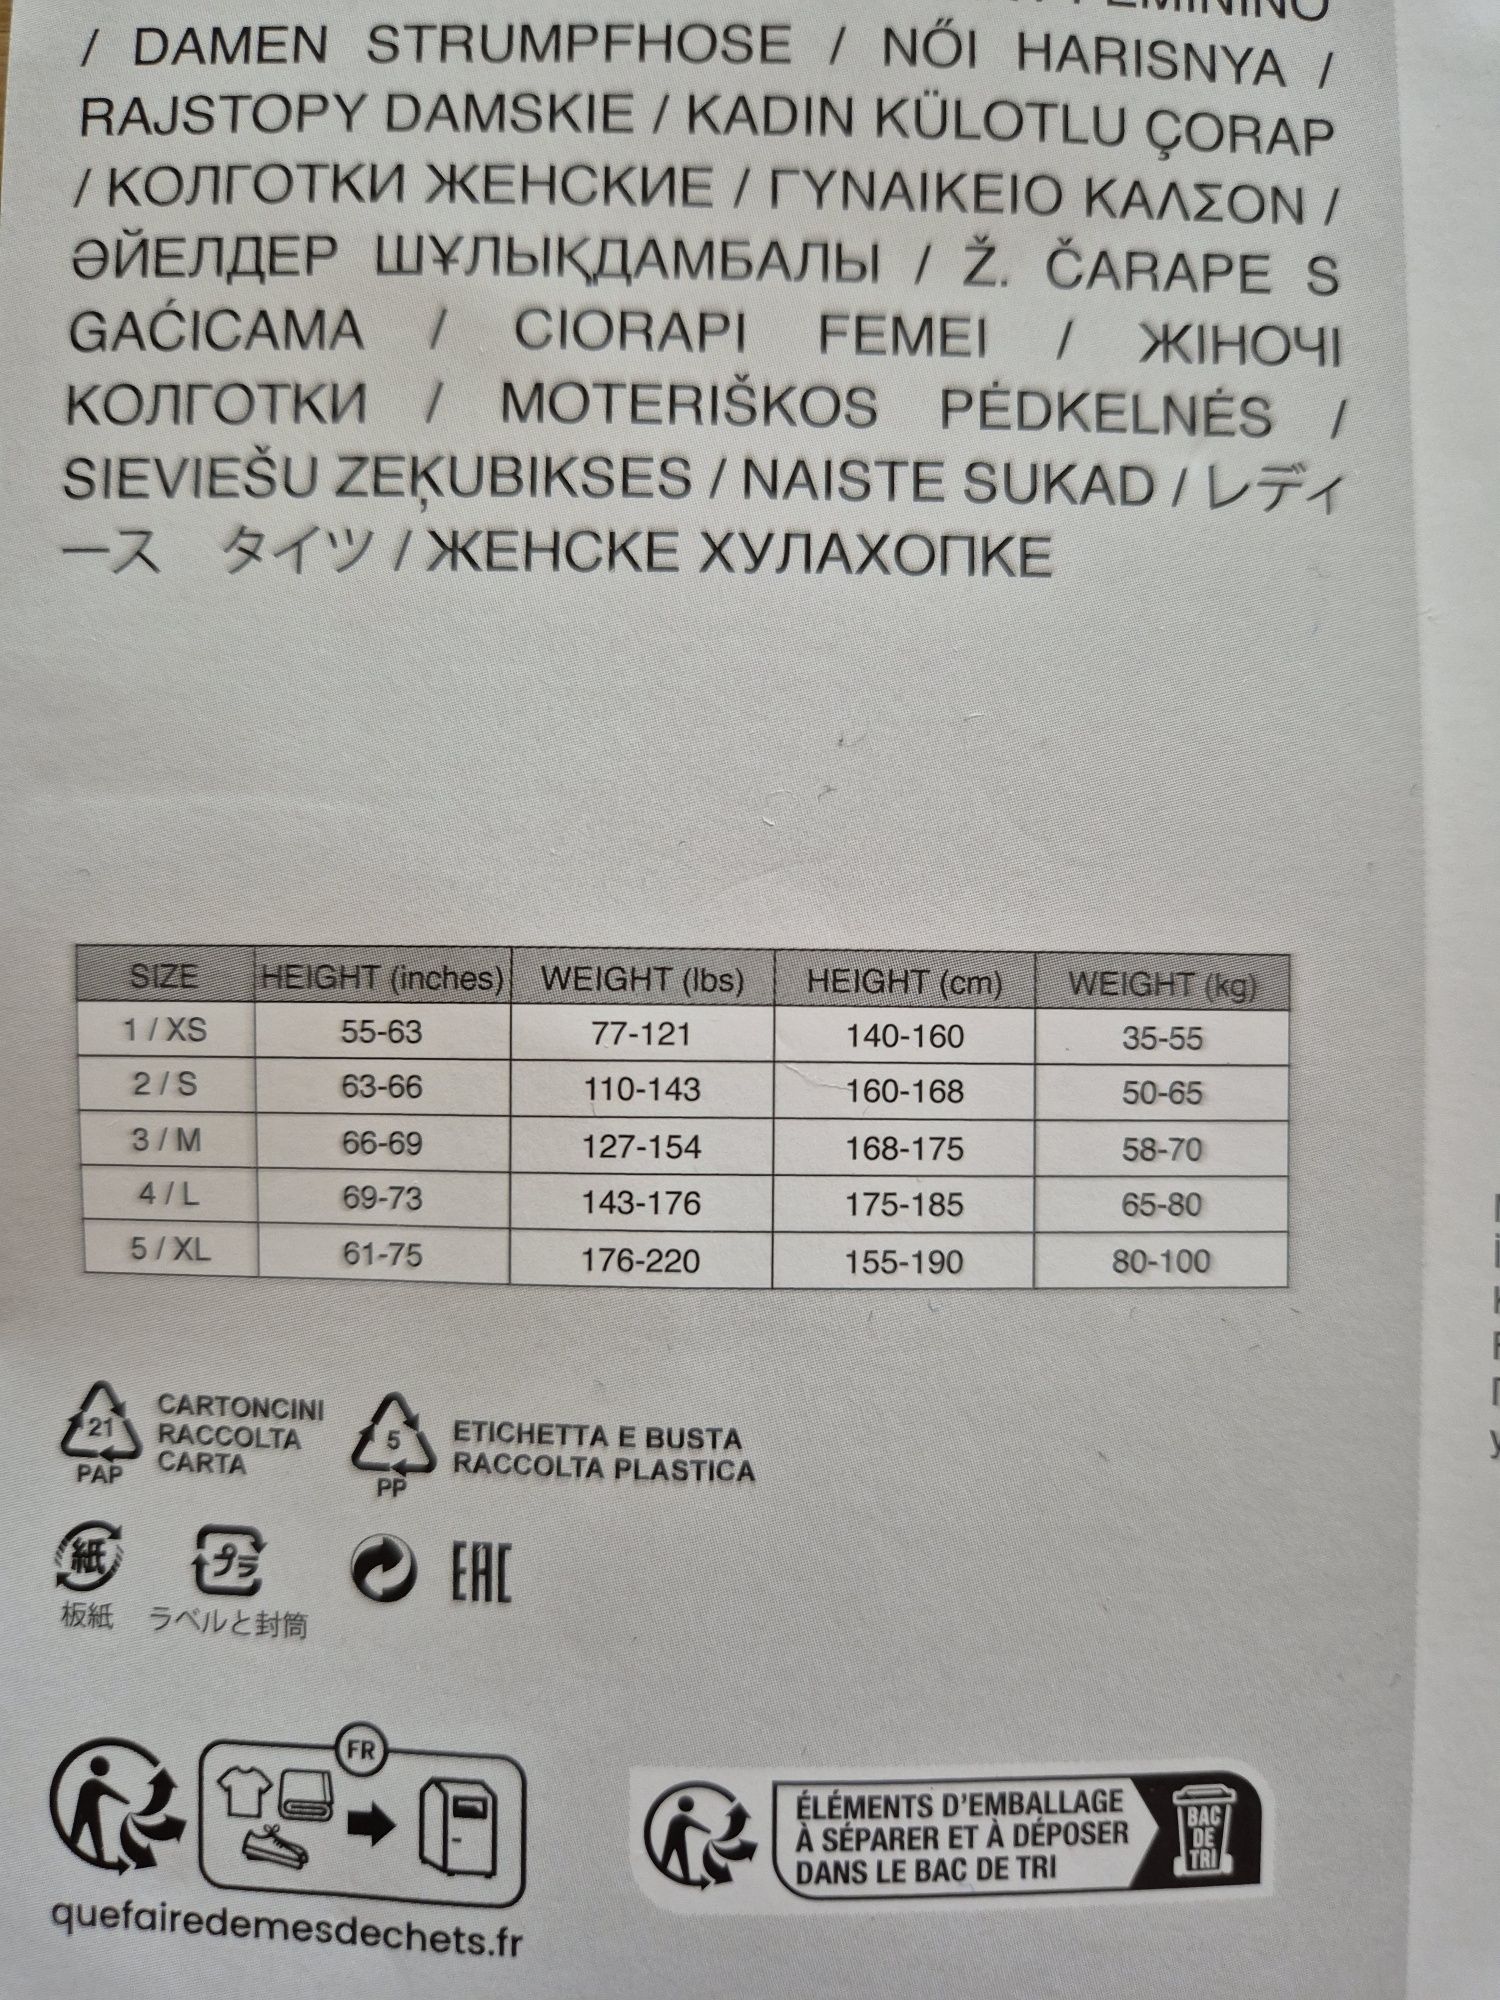 FEMININO
/ DAMEN STRUMPFHOSE / NŐI HARISNYA /
RAJSTOPY DAMSKIE / KADIN KÜLOTLU ÇORAP
/ КОЛГОТКИ ЖЕНСКИЕ / ΓΥΝΑΙΚΕΙΟ ΚΑΛΣΟΝ /
ӘЙЕЛДЕР ШҰЛЫҚДАМБАЛЫ / Ž. ČARAPE S
GAĆICAMA / CIORAPI FEMEI / ЖІНОЧІ
КОЛГОТКИ / MOTERIŠKOS PĖDKELNĖS /
SIEVIEŠU ZEĶUBIKSES / NAISTE SUKAD / レディ
ース タイツ / ЖЕНСКЕ ХУЛАХОПКЕ
SIZE HEIGHT (inches) WEIGHT (lbs) HEIGHT (cm) WEIGHT (kg)
1 / XS 55-63 77-121 140-160 35-55
2 / S 63-66 110-143 160-168 50-65
3 / M 66-69 127-154 168-175 58-70
4 / L 69-73 143-176 175-185 65-80
5 / XL 61-75 176-220 155-190 80-100
21
PAP
CARTONCINI
RACCOLTA
CARTA
5
PP
ETICHETTA E BUSTA
RACCOLTA PLASTICA
紙
板紙
プラ
ラベルと封筒
EAC
FR
quefairedemesdechets.fr
ÉLÉMENTS D'EMBALLAGE
À SÉPARER ET À DÉPOSER
DANS LE BAC DE TRI
BAC
DE
TRI